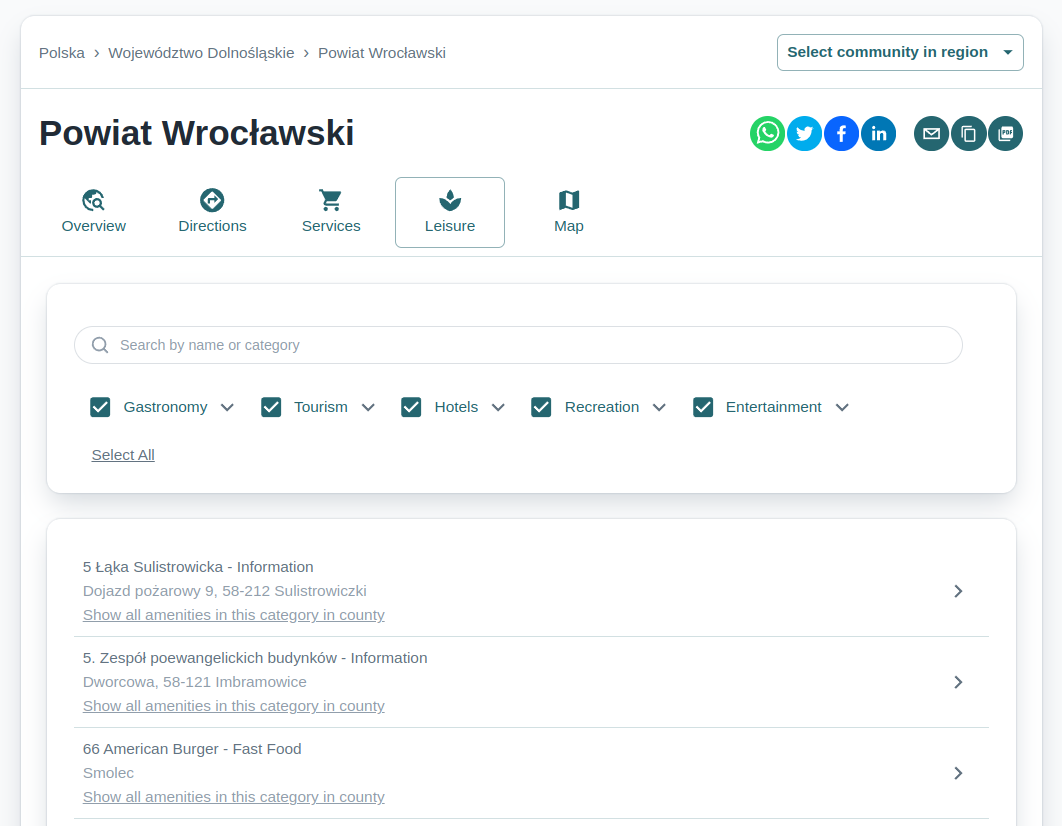 Polska › Województwo Dolnośląskie › Powiat Wrocławski
Select community in region
Powiat Wrocławski
PDF
Overview Directions Services Leisure Map
Search by name or category
Gastronomy Tourism Hotels Recreation Entertainment
Select All
5 Łąka Sulistrowicka - Information
Dojazd pożarowy 9, 58-212 Sulistrowiczki
Show all amenities in this category in county
5. Zespół poewangelickich budynków - Information
Dworcowa, 58-121 Imbramowice
Show all amenities in this category in county
66 American Burger - Fast Food
Smolec
Show all amenities in this category in county